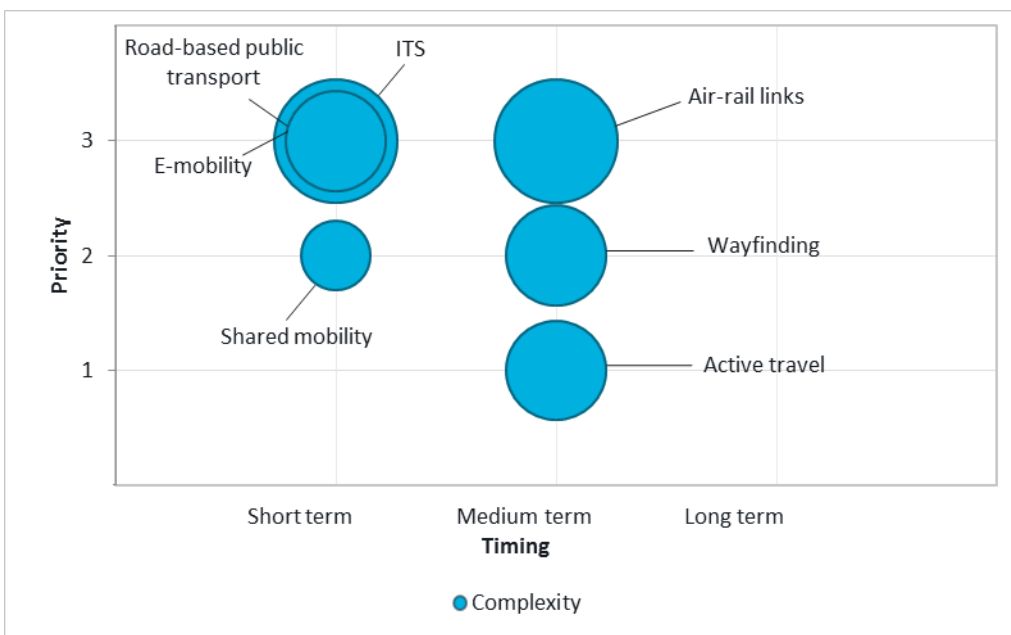 Road-based public
transport
ITS
E-mobility
Shared mobility
Air-rail links
Wayfinding
Active travel
Priority
3
2
1
Short term
Medium term
Long term
Timing
Complexity